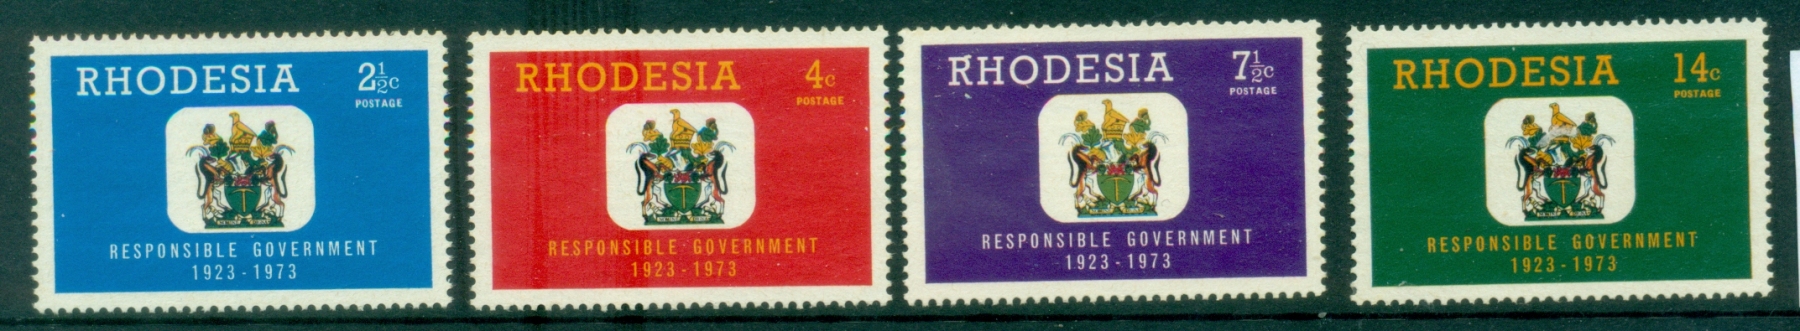 RHODESIA 2½c
POSTAGE
RESPONSIBLE GOVERNMENT
1923-1973
RHODESIA 4c
POSTAGE
RESPONSIBLE GOVERNMENT
1923-1973
RHODESIA 7½c
POSTAGE
RESPONSIBLE GOVERNMENT
1923-1973
RHODESIA 14c
POSTAGE
RESPONSIBLE GOVERNMENT
1923-1973